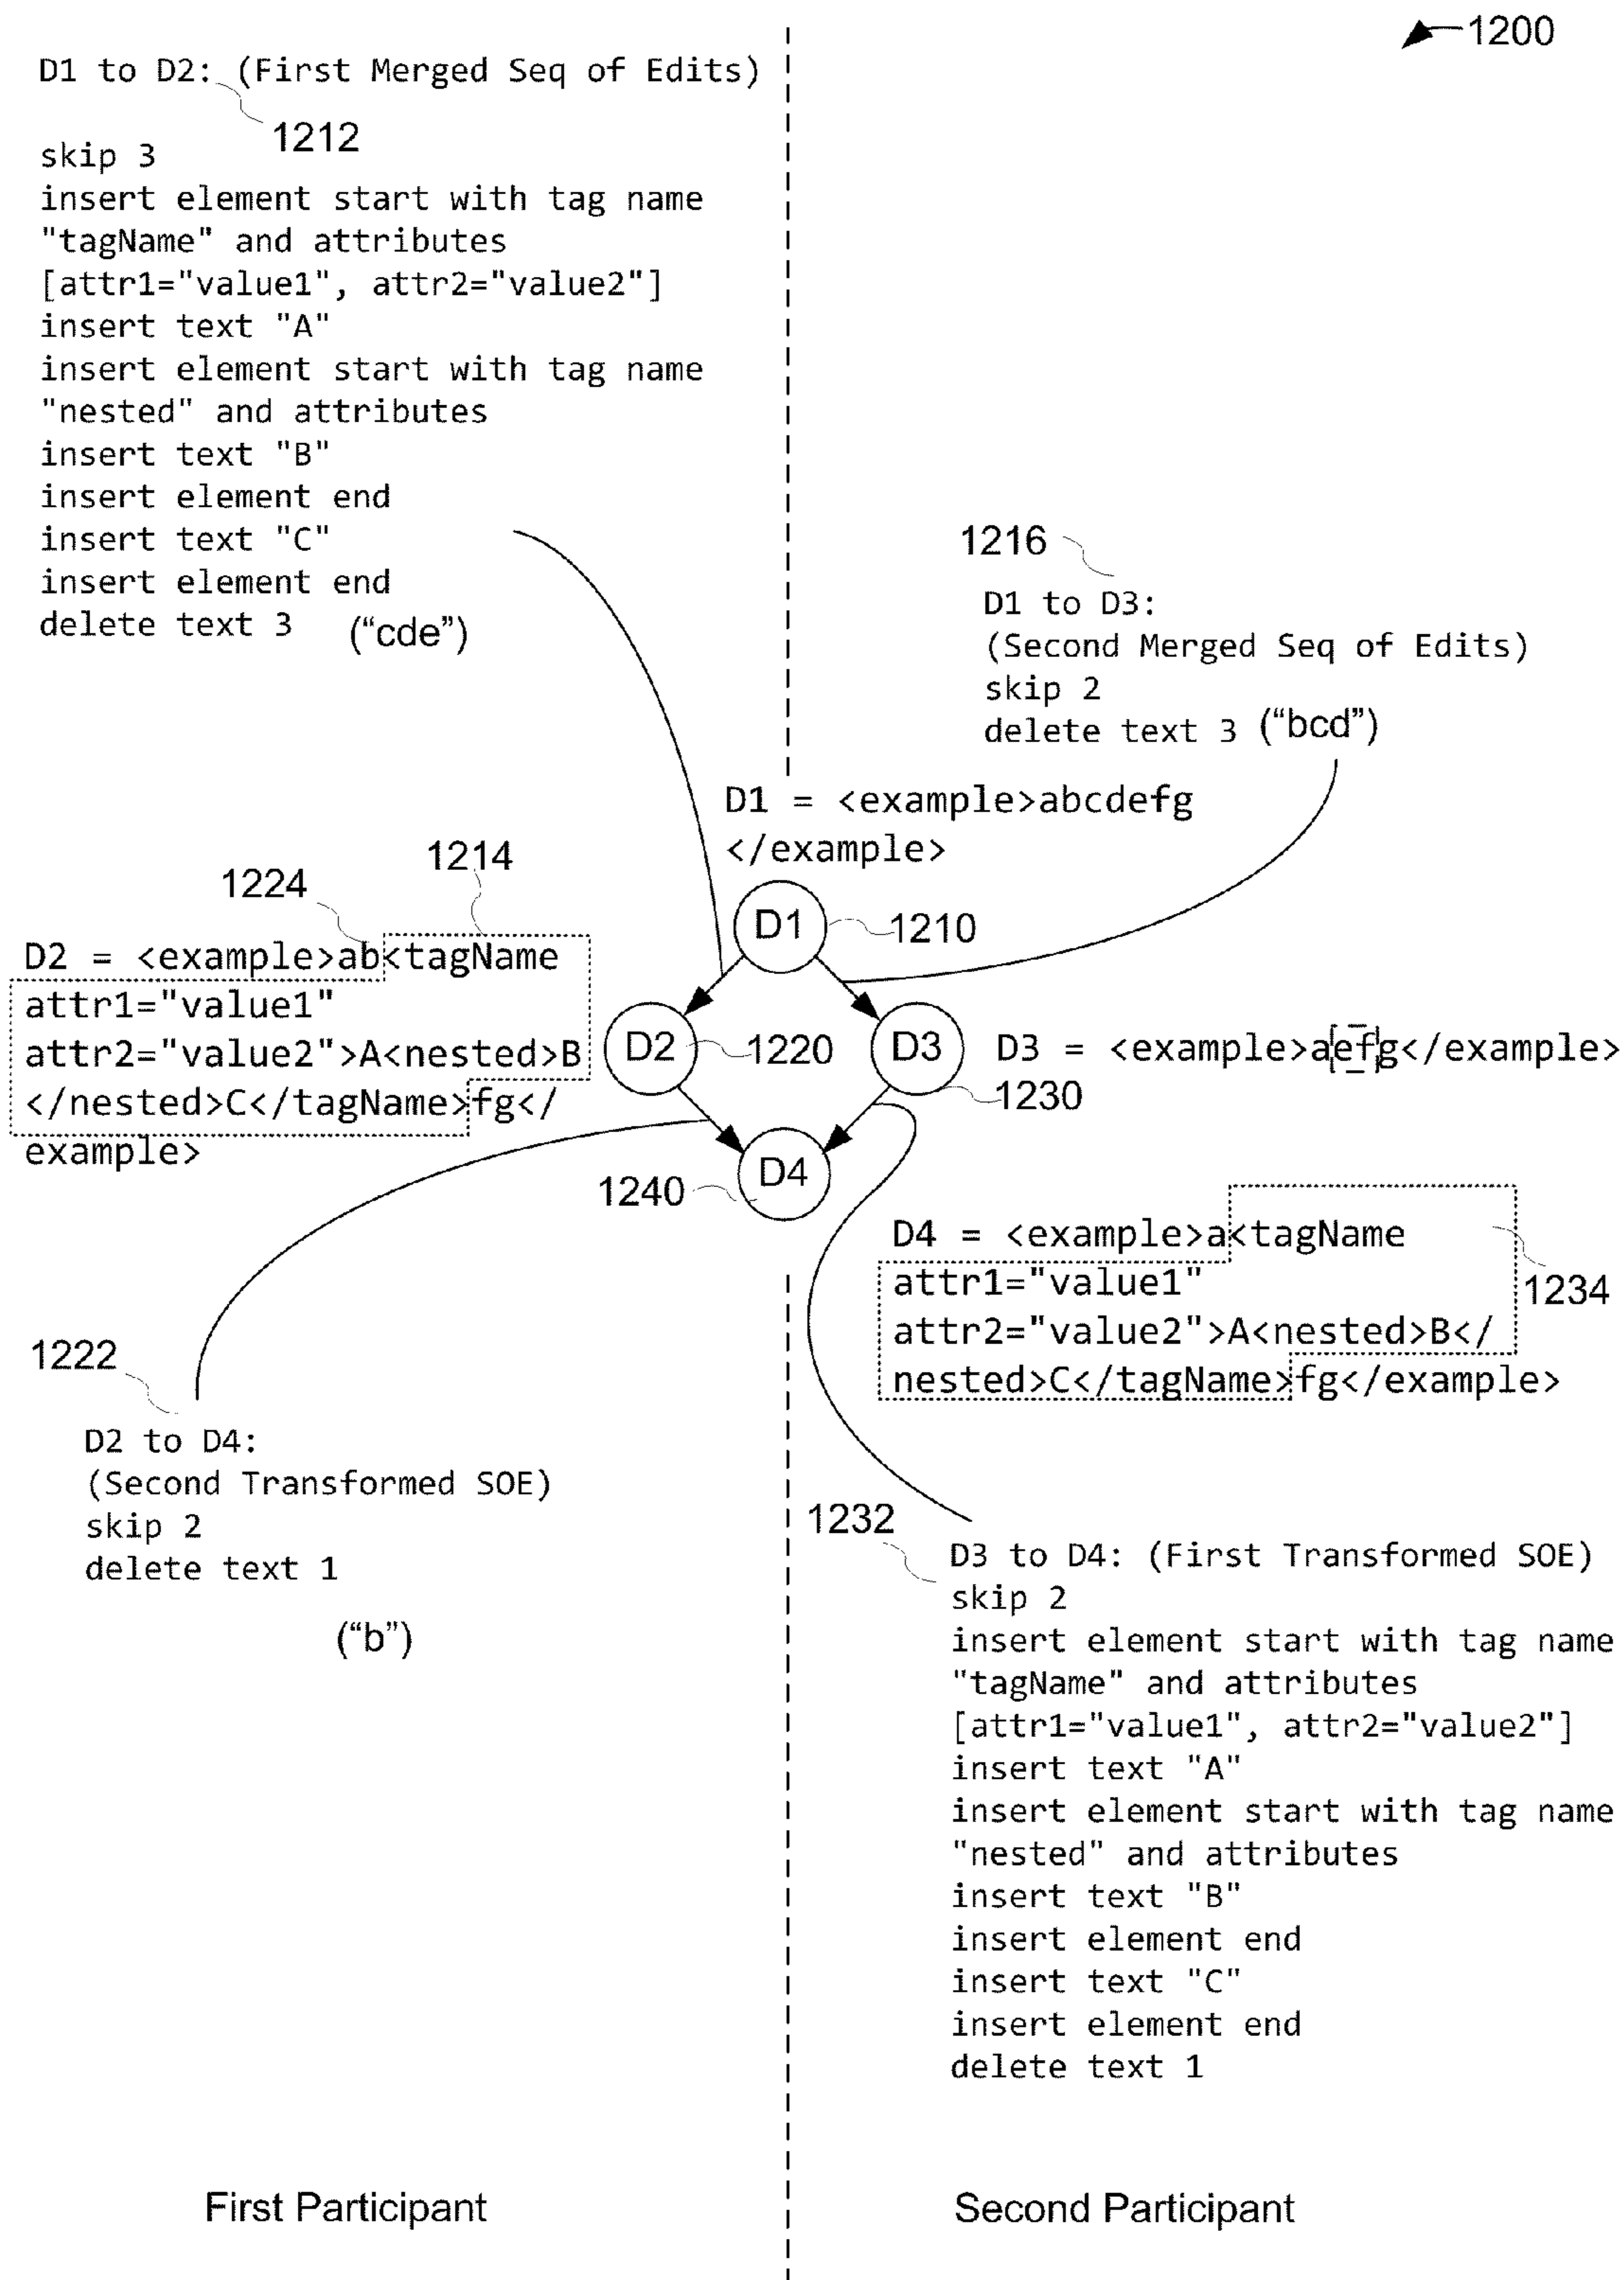 1200
D1 to D2: (First Merged Seq of Edits)
1212
skip 3
insert element start with tag name
"tagName" and attributes
[attr1="value1", attr2="value2"]
insert text "A"
insert element start with tag name
"nested" and attributes
insert text "B"
insert element end
insert text "C"
insert element end
delete text 3 (“cde”)
1216
D1 to D3:
(Second Merged Seq of Edits)
skip 2
delete text 3 (“bcd”)
D1 = <example>abcdefg
</example>
1214
1224
D1
1210
D2 = <example>ab<tagName
attr1="value1"
attr2="value2">A<nested>B
</nested>C</tagName>fg</
example>
D2
1220
D3
D3 = <example>aefg</example>
1230
D4
1240
D4 = <example>a<tagName
attr1="value1"
attr2="value2">A<nested>B</
nested>C</tagName>fg</example>
1234
1222
D2 to D4:
(Second Transformed SOE)
skip 2
delete text 1
(“b”)
1232
D3 to D4: (First Transformed SOE)
skip 2
insert element start with tag name
"tagName" and attributes
[attr1="value1", attr2="value2"]
insert text "A"
insert element start with tag name
"nested" and attributes
insert text "B"
insert element end
insert text "C"
insert element end
delete text 1
First Participant
Second Participant